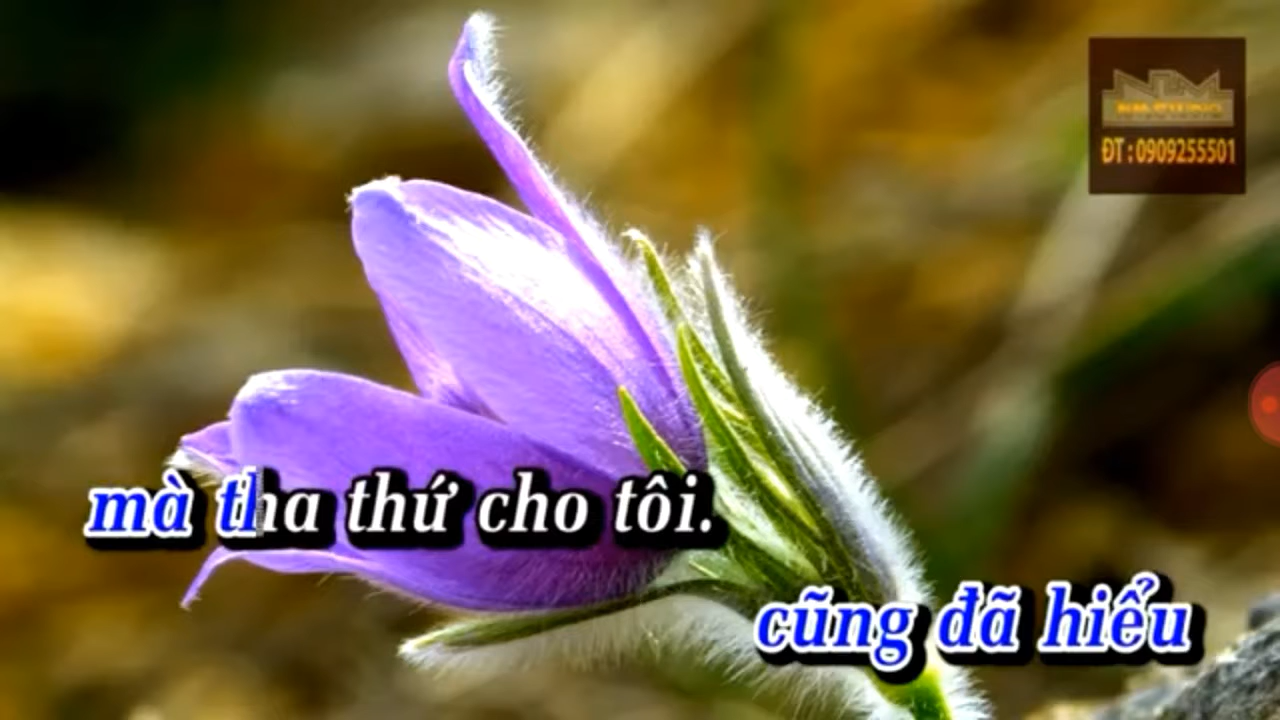 ĐT : 0909255501
mà tha thứ cho tôi.
cũng đã hiểu